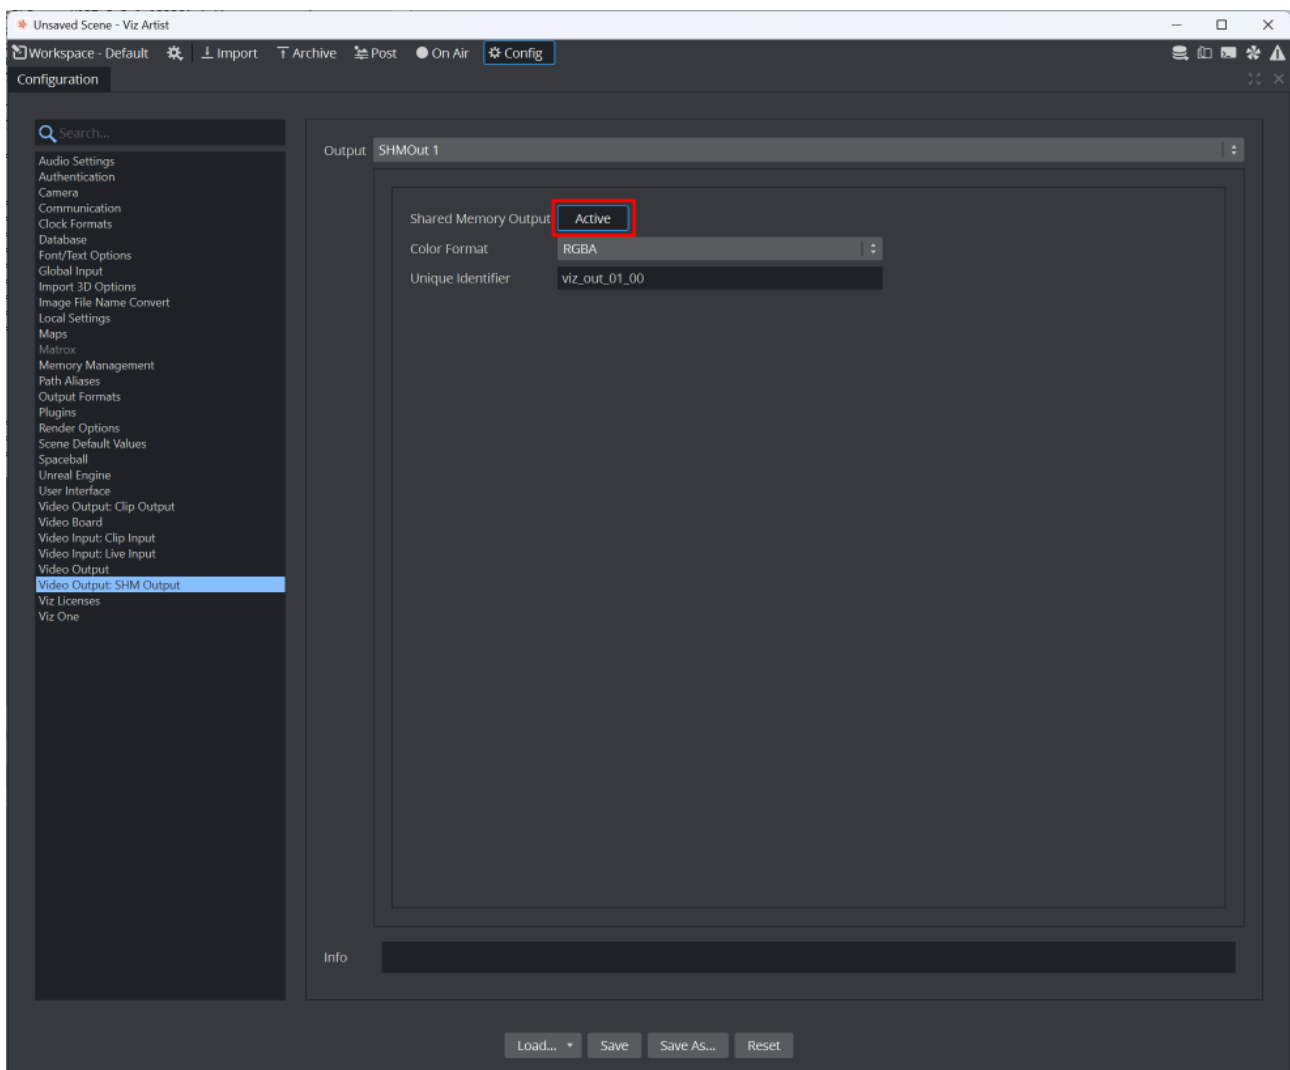 Unsaved Scene - Viz Artist
Workspace - Default Import Archive Post On Air Config
Configuration
Search...
Audio Settings
Authentication
Camera
Communication
Clock Formats
Database
Font/Text Options
Global Input
Import 3D Options
Image File Name Convert
Local Settings
Maps
Matrox
Memory Management
Path Aliases
Output Formats
Plugins
Render Options
Scene Default Values
Spaceball
Unreal Engine
User Interface
Video Output: Clip Output
Video Board
Video Input: Clip Input
Video Input: Live Input
Video Output
Video Output: SHM Output
Viz Licenses
Viz One
Output SHMOut 1
Shared Memory Output Active
Color Format RGBA
Unique Identifier viz_out_01_00
Info
Load... Save Save As... Reset